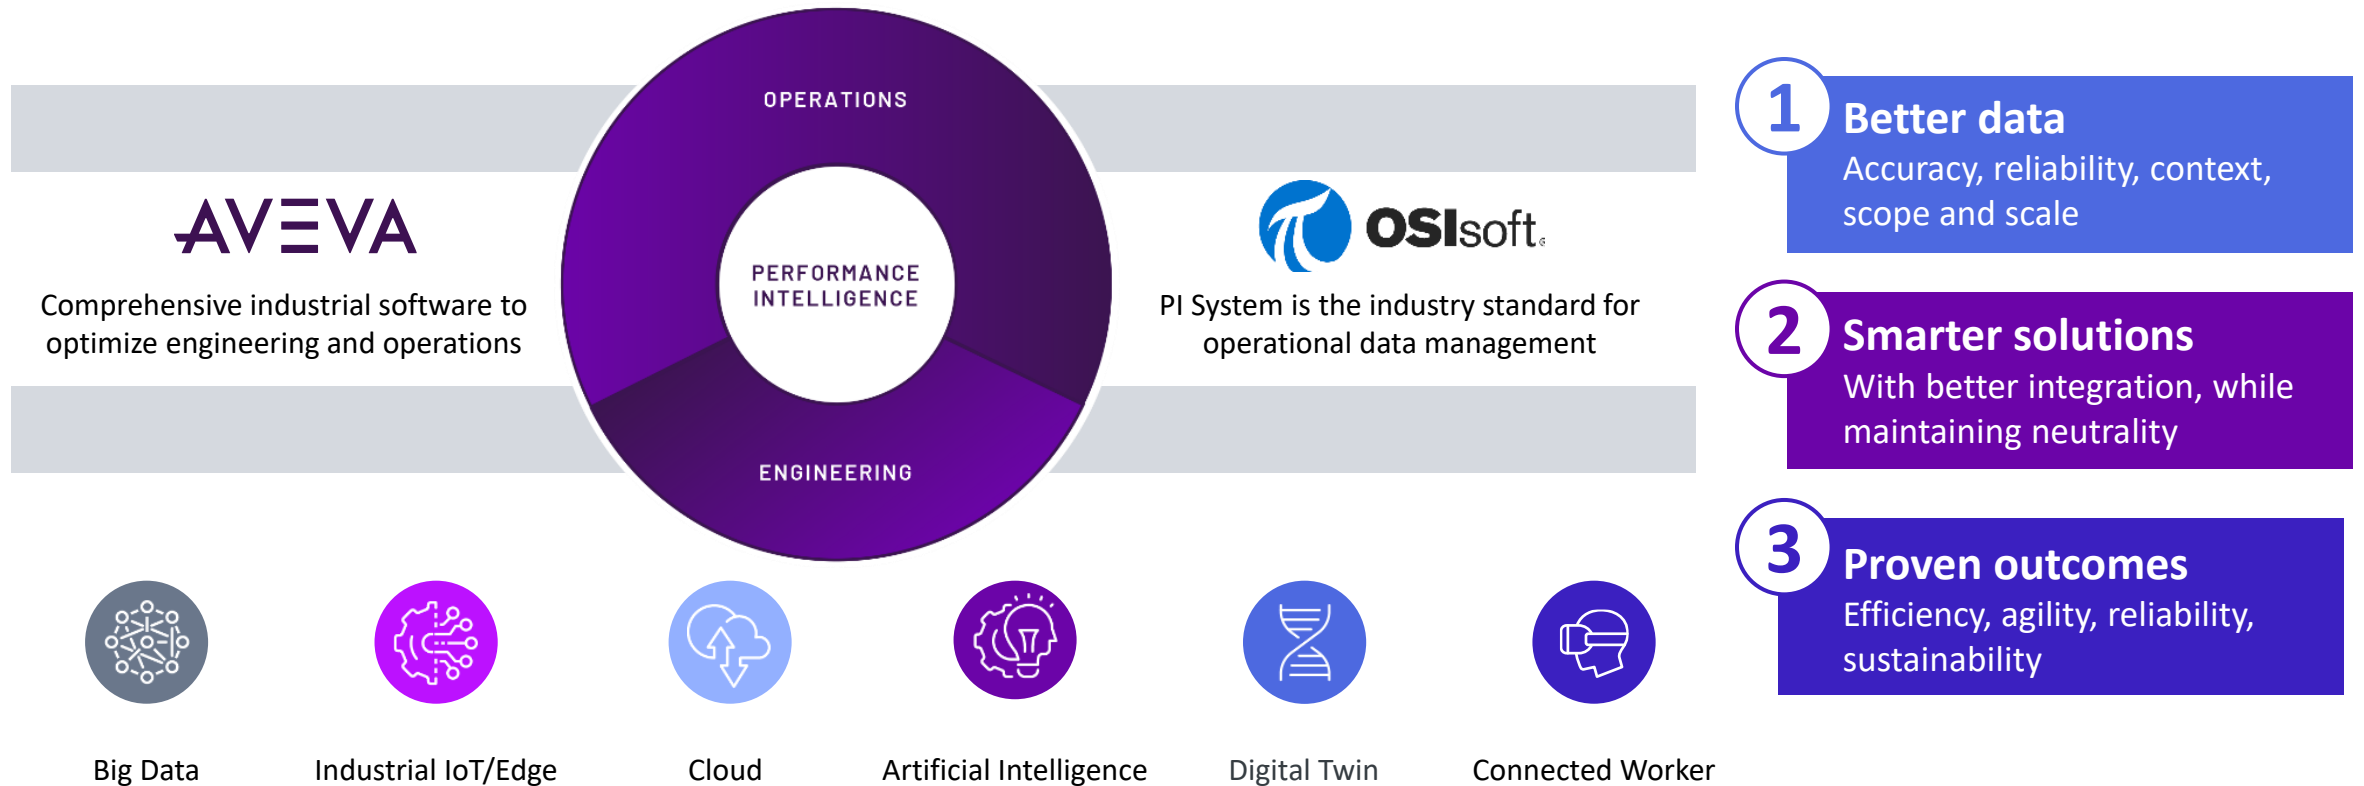 OPERATIONS
PERFORMANCE
INTELLIGENCE
ENGINEERING
AVEVA
Comprehensive industrial software to
optimize engineering and operations
OSIsoft.
PI System is the industry standard for
operational data management
1
Better data
Accuracy, reliability, context,
scope and scale
2
Smarter solutions
With better integration, while
maintaining neutrality
3
Proven outcomes
Efficiency, agility, reliability,
sustainability
Big Data
Industrial IoT/Edge
Cloud
Artificial Intelligence
Digital Twin
Connected Worker